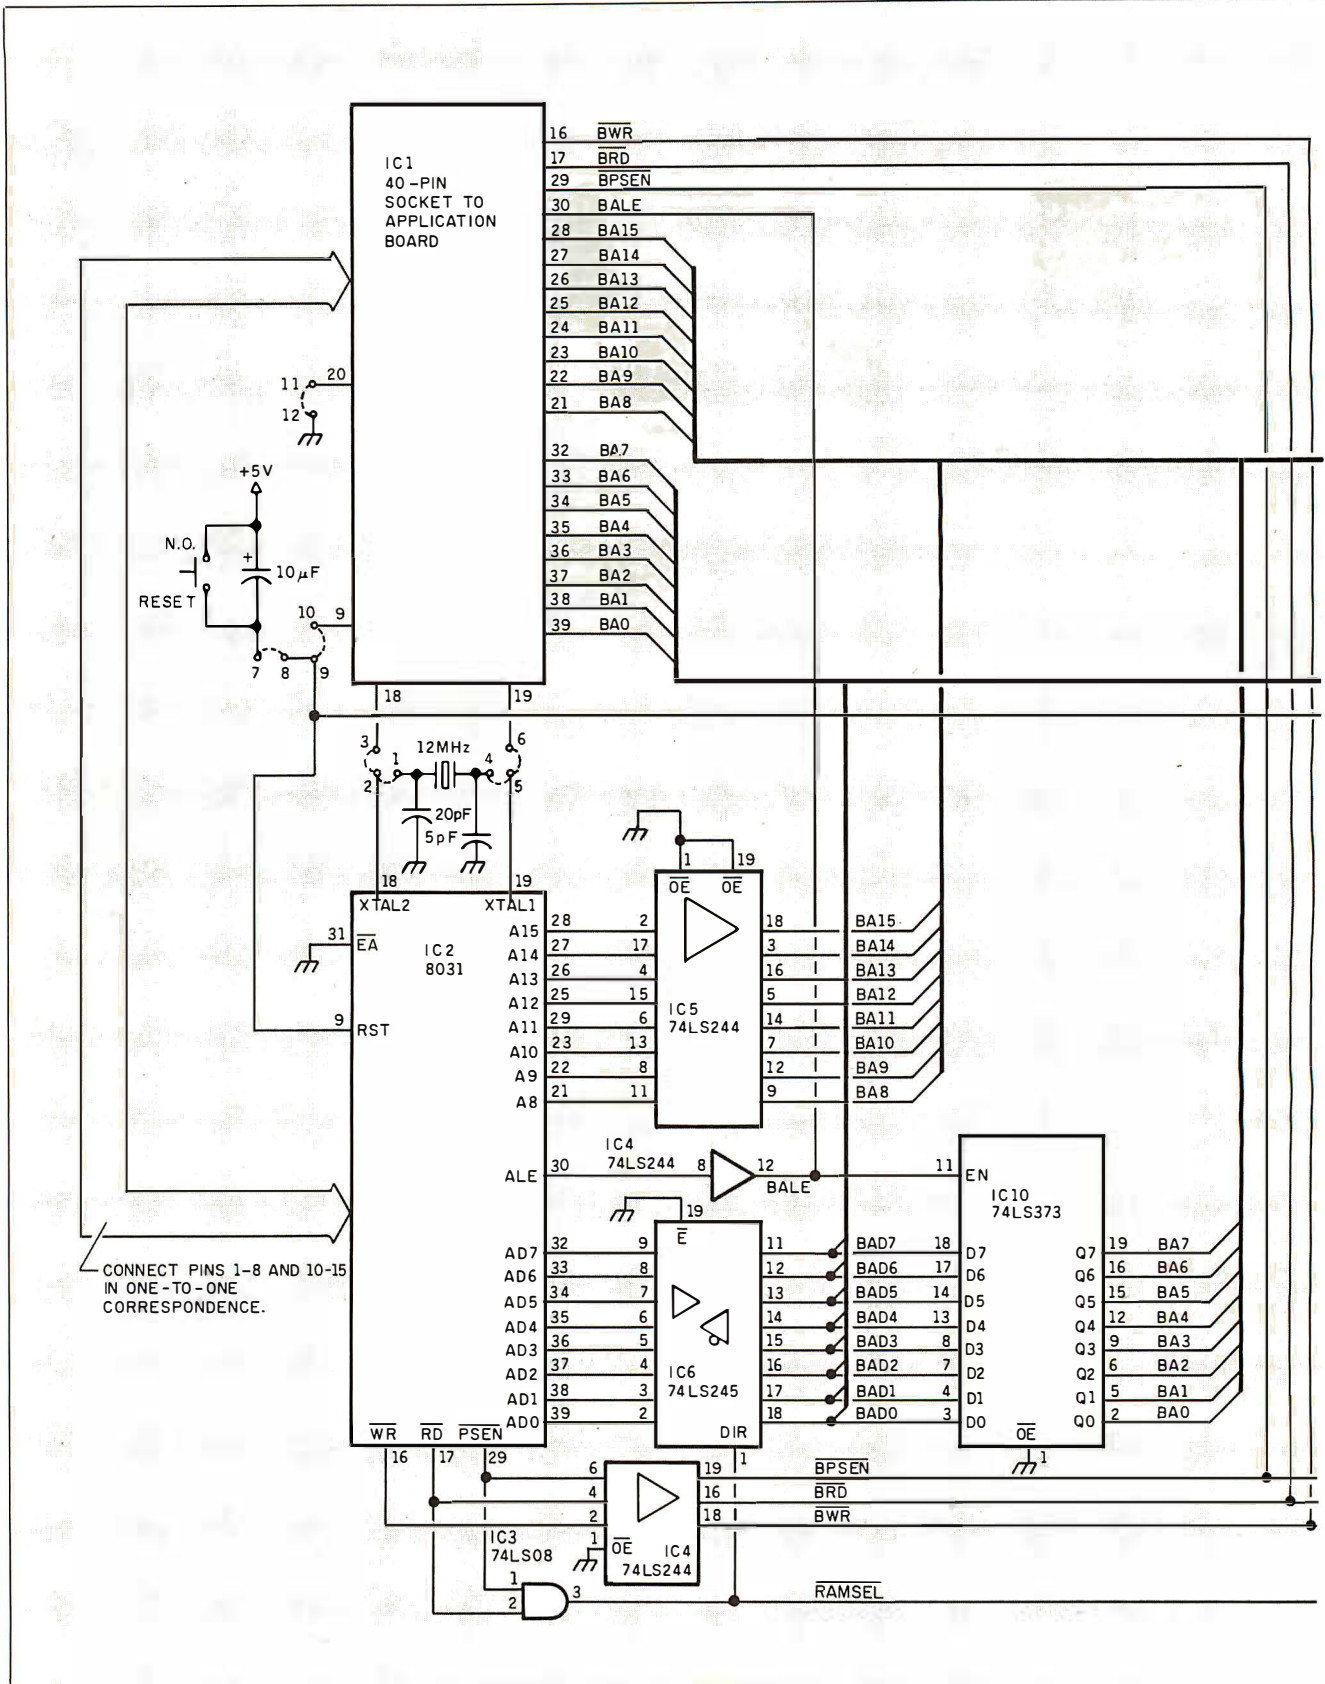 IC1
40-PIN
SOCKET TO
APPLICATION
BOARD
16 BWR
17 BRD
29 BPSEN
30 BALE
28 BA15
27 BA14
26 BA13
25 BA12
24 BA11
23 BA10
22 BA9
21 BA8
32 BA7
33 BA6
34 BA5
35 BA4
36 BA3
37 BA2
38 BA1
39 BA0
11 20
12
+5V
N.O.
+
10µF
RESET
10 9
7 8 9
18 19
3 1 12MHz 4 6
2 5
20pF
5pF
18 19
XTAL2 XTAL1
31 EA
IC2
8031
9 RST
A15 28 2
A14 27 17
A13 26 4
A12 25 15
A11 29 6
A10 23 13
A9 22 8
A8 21 11
1 19
OE OE
IC5
74LS244
18 BA15
3 BA14
16 BA13
5 BA12
14 BA11
7 BA10
12 BA9
9 BA8
ALE 30
IC4
74LS244 8 12
BALE
11 EN
IC10
74LS373
19
E
AD7 32 9 11 BAD7 18 D7 Q7 19 BA7
AD6 33 8 12 BAD6 17 D6 Q6 16 BA6
AD5 34 7 13 BAD5 14 D5 Q5 15 BA5
AD4 35 6 14 BAD4 13 D4 Q4 12 BA4
AD3 36 5 15 BAD3 8 D3 Q3 9 BA3
AD2 37 4 16 BAD2 7 D2 Q2 6 BA2
AD1 38 3 17 BAD1 4 D1 Q1 5 BA1
AD0 39 2 18 BAD0 3 D0 Q0 2 BA0
IC6
74LS245
DIR
1
OE
1
CONNECT PINS 1-8 AND 10-15
IN ONE-TO-ONE
CORRESPONDENCE.
WR RD PSEN
16 17 29
6 19 BPSEN
4 16 BRD
2 18 BWR
1 OE
IC4
74LS244
IC3
74LS08
1
2
3
RAMSEL